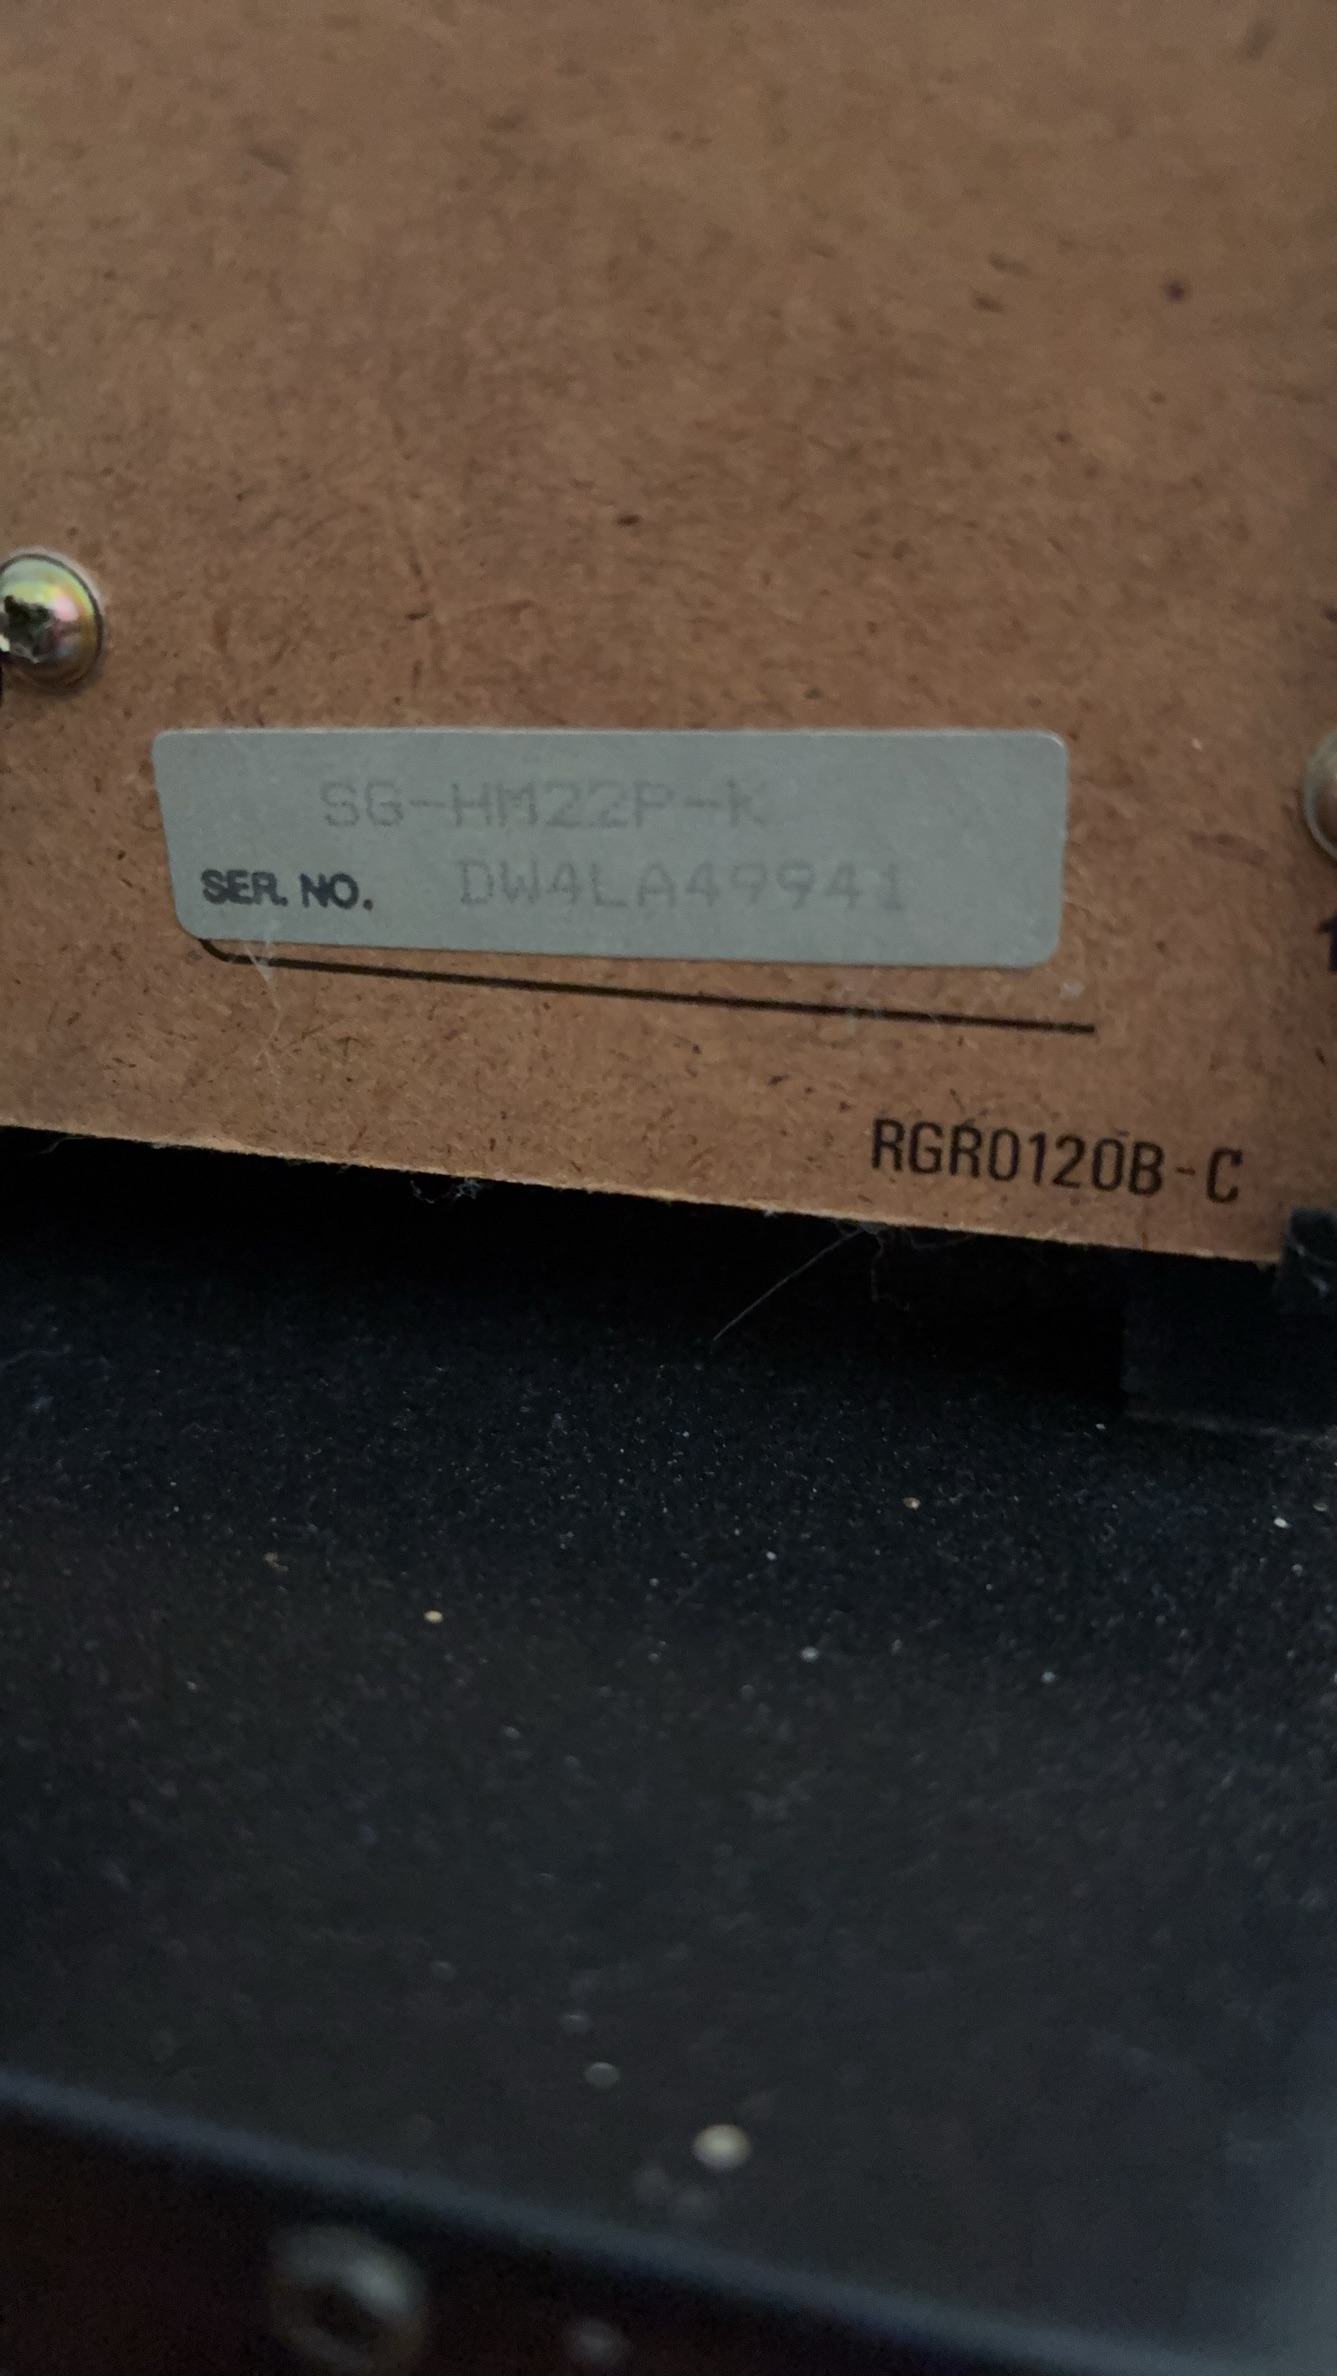 SG-HM22P-K
SER. NO. DW4LA49941
RGR0120B-C